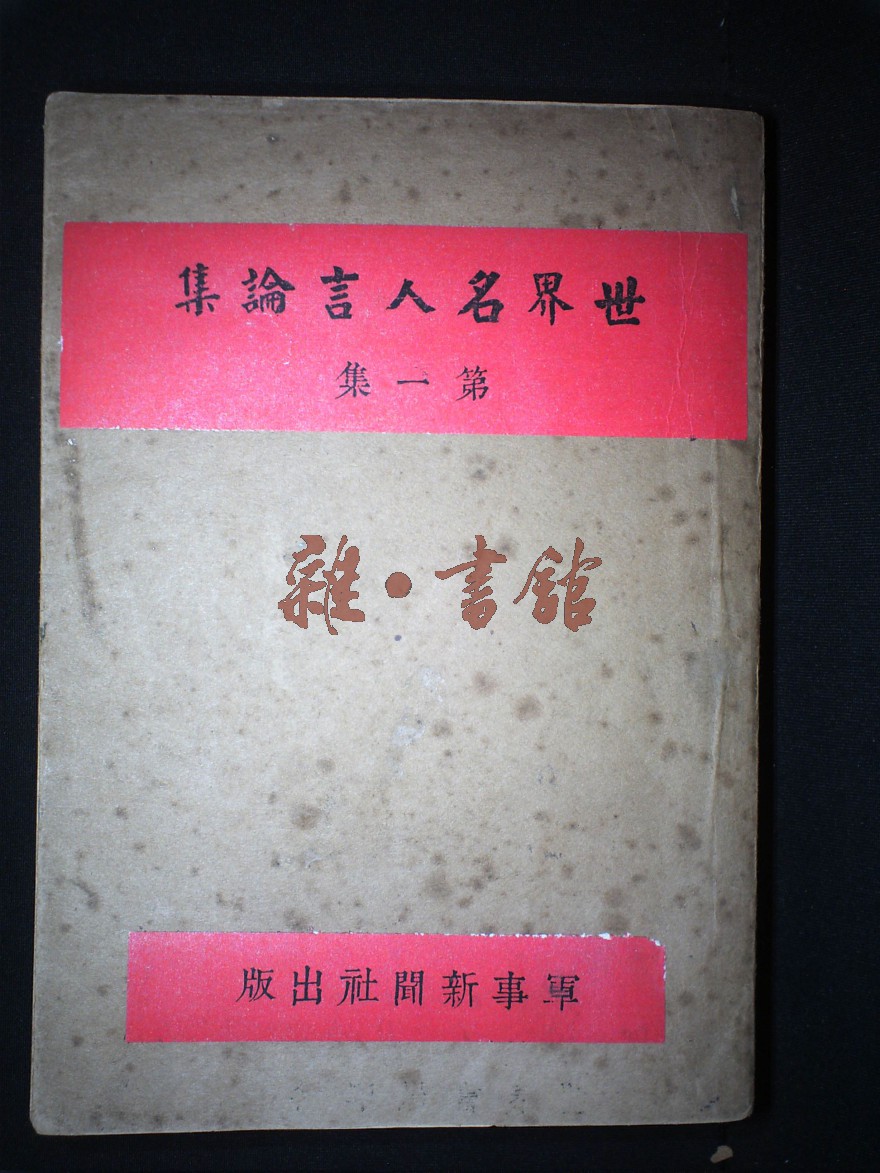 世界名人言論集
第一集
雜·書館
軍事新聞社出版